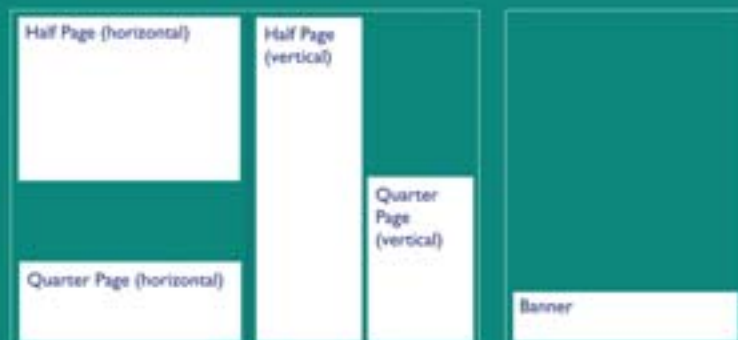 Half Page (horizontal)
Half Page
(vertical)
Quarter
Page
(vertical)
Quarter Page (horizontal)
Banner